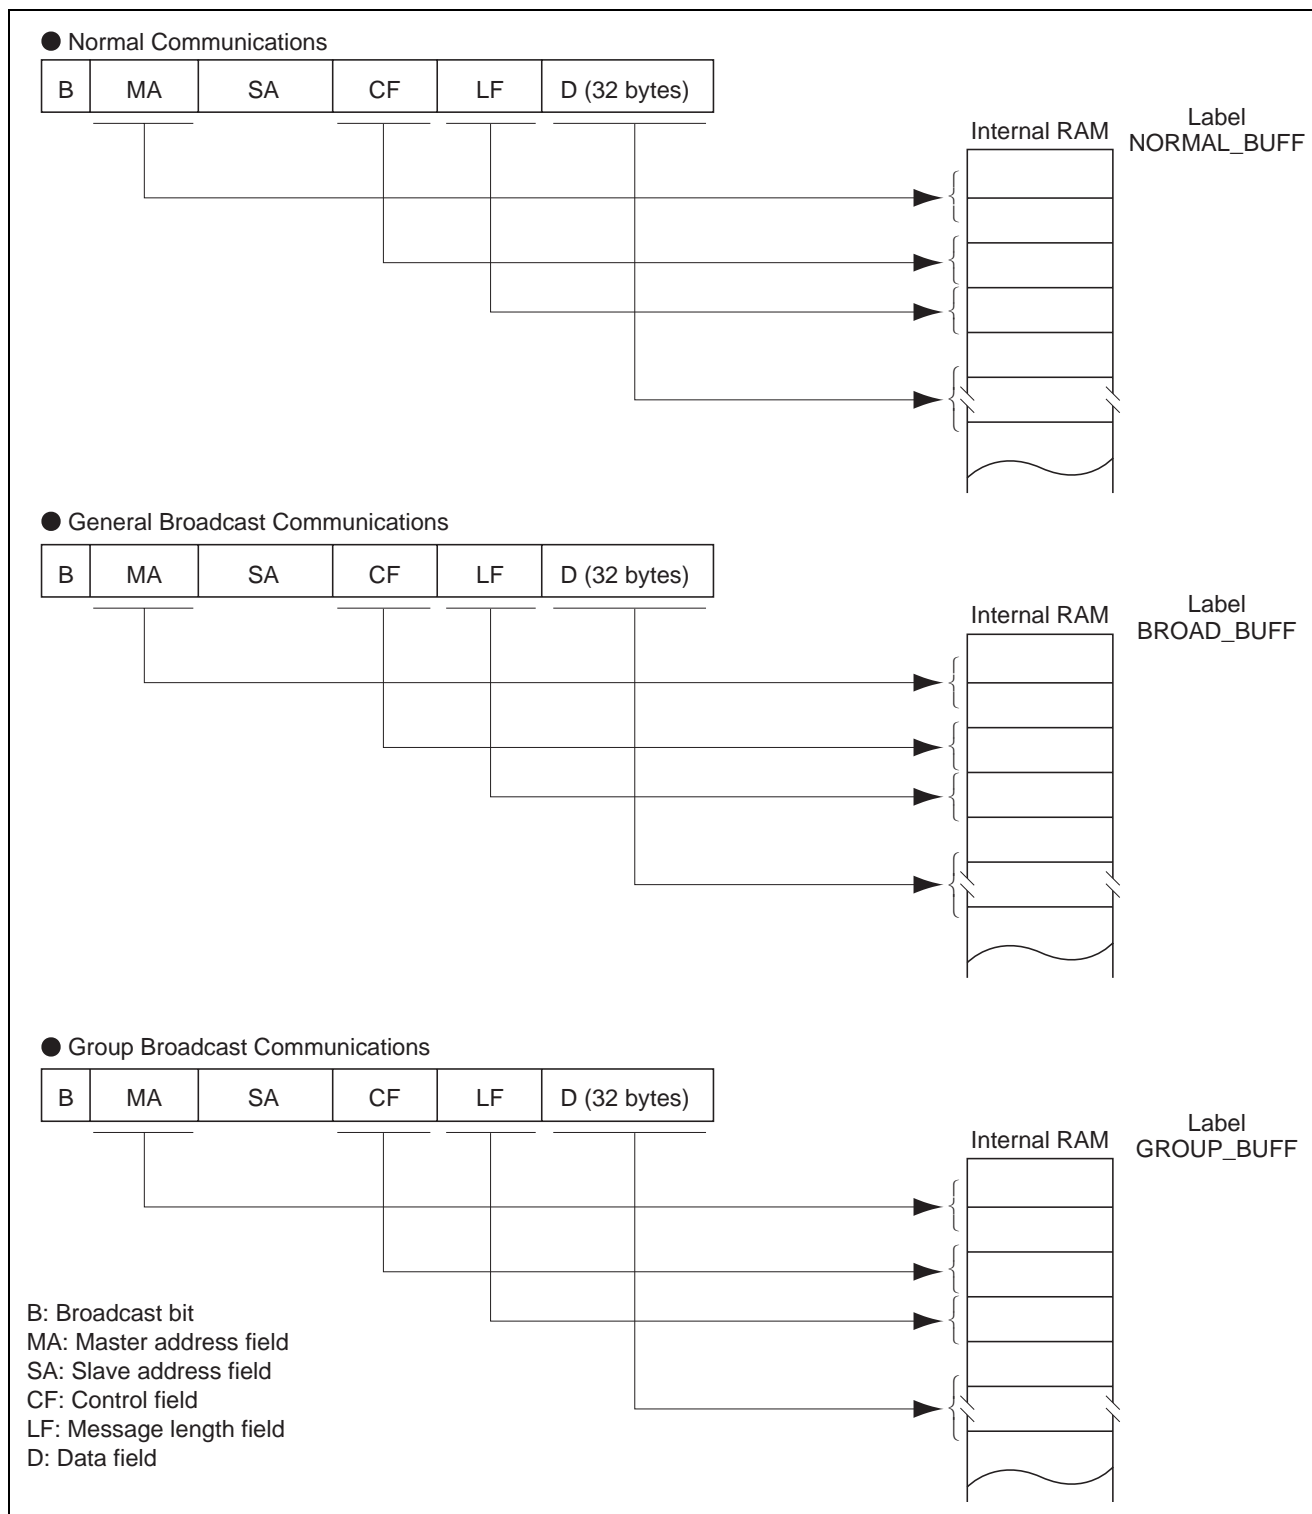 ● Normal Communications
B MA SA CF LF D (32 bytes)
Internal RAM
Label
NORMAL_BUFF
● General Broadcast Communications
B MA SA CF LF D (32 bytes)
Internal RAM
Label
BROAD_BUFF
● Group Broadcast Communications
B MA SA CF LF D (32 bytes)
Internal RAM
Label
GROUP_BUFF
B: Broadcast bit
MA: Master address field
SA: Slave address field
CF: Control field
LF: Message length field
D: Data field